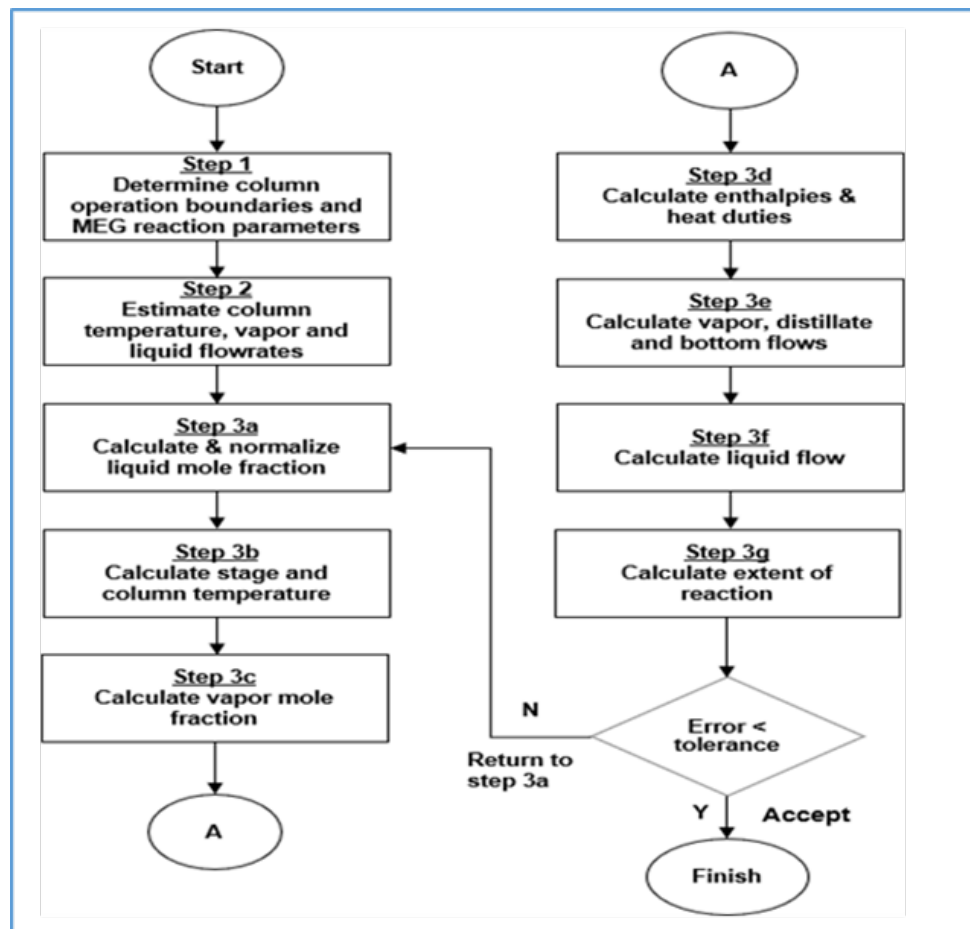 Start
Step 1
Determine column
operation boundaries and
MEG reaction parameters
Step 2
Estimate column
temperature, vapor and
liquid flowrates
Step 3a
Calculate & normalize
liquid mole fraction
Step 3b
Calculate stage and
column temperature
Step 3c
Calculate vapor mole
fraction
A
A
Step 3d
Calculate enthalpies &
heat duties
Step 3e
Calculate vapor, distillate
and bottom flows
Step 3f
Calculate liquid flow
Step 3g
Calculate extent of
reaction
Error <
tolerance
N
Return to
step 3a
Y
Accept
Finish